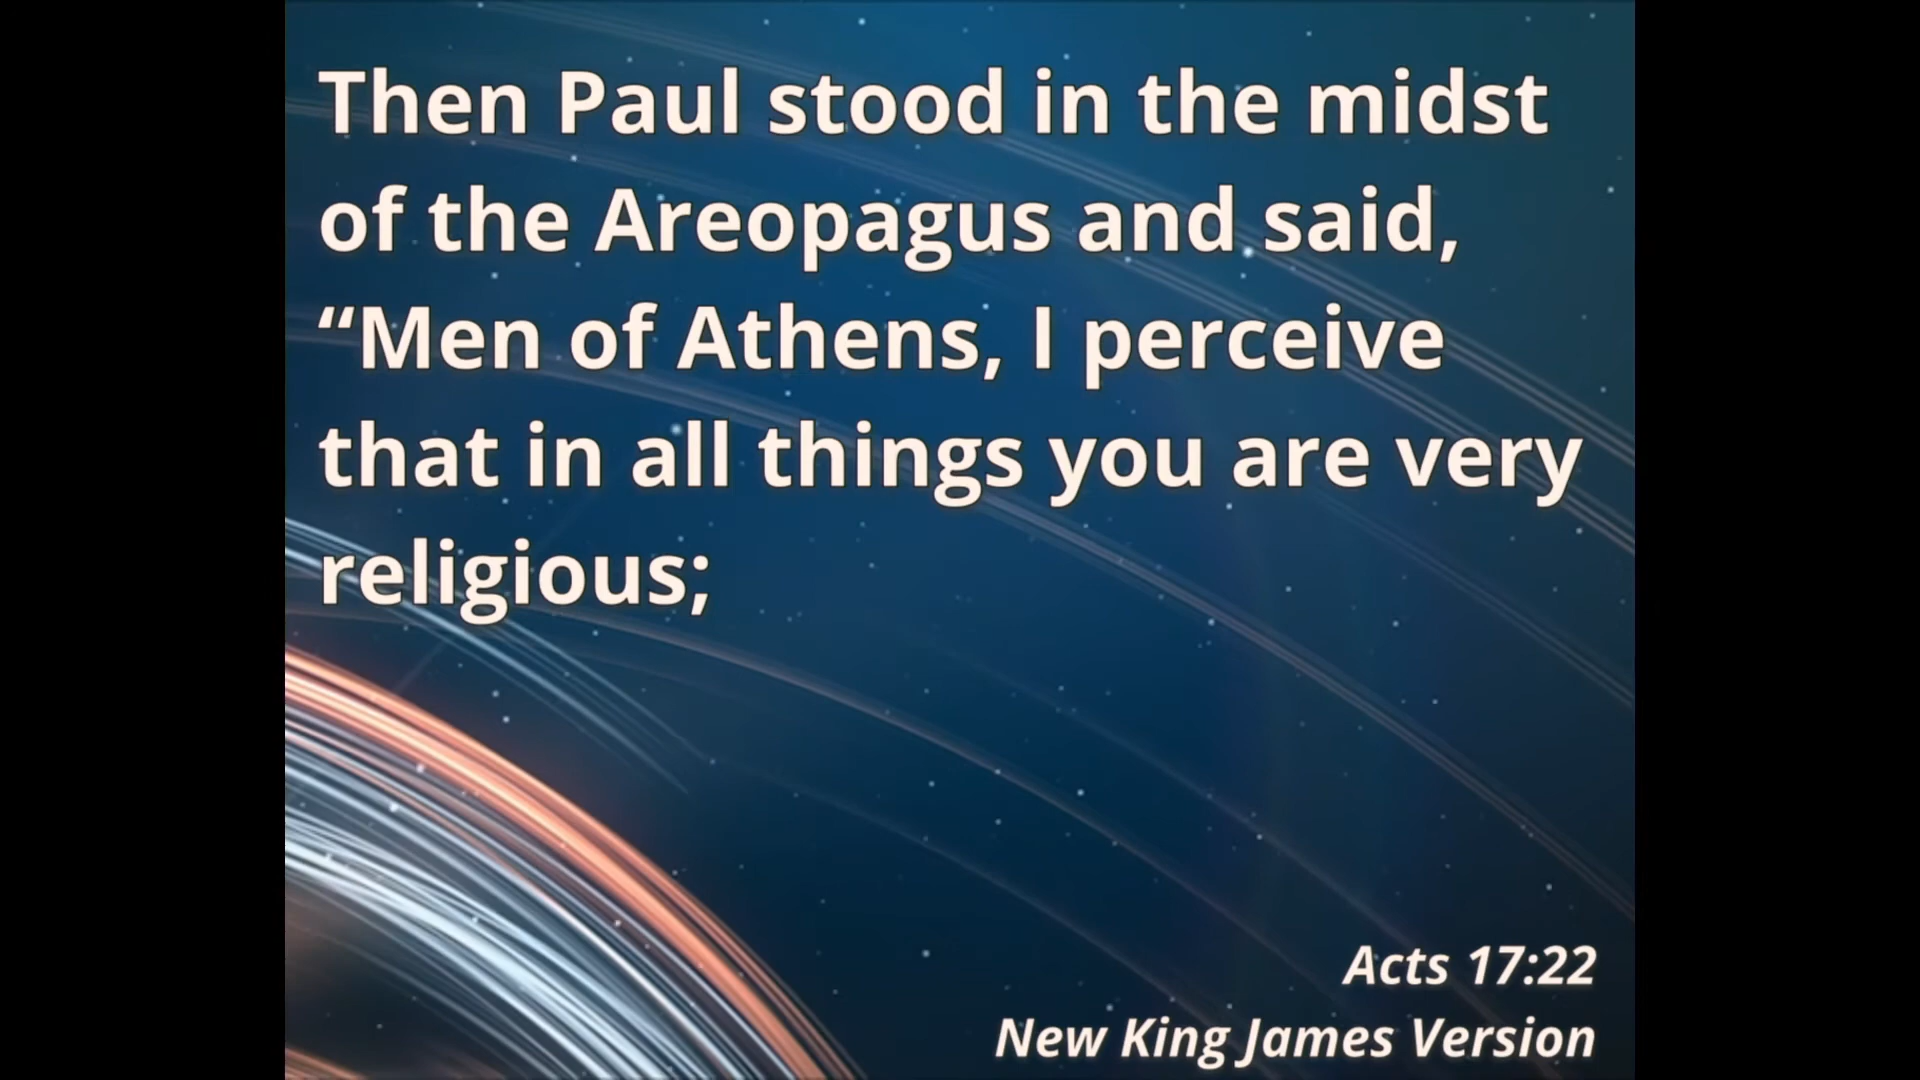 Then Paul stood in the midst
of the Areopagus and said,
“Men of Athens, I perceive
that in all things you are very
religious;
Acts 17:22
New King James Version